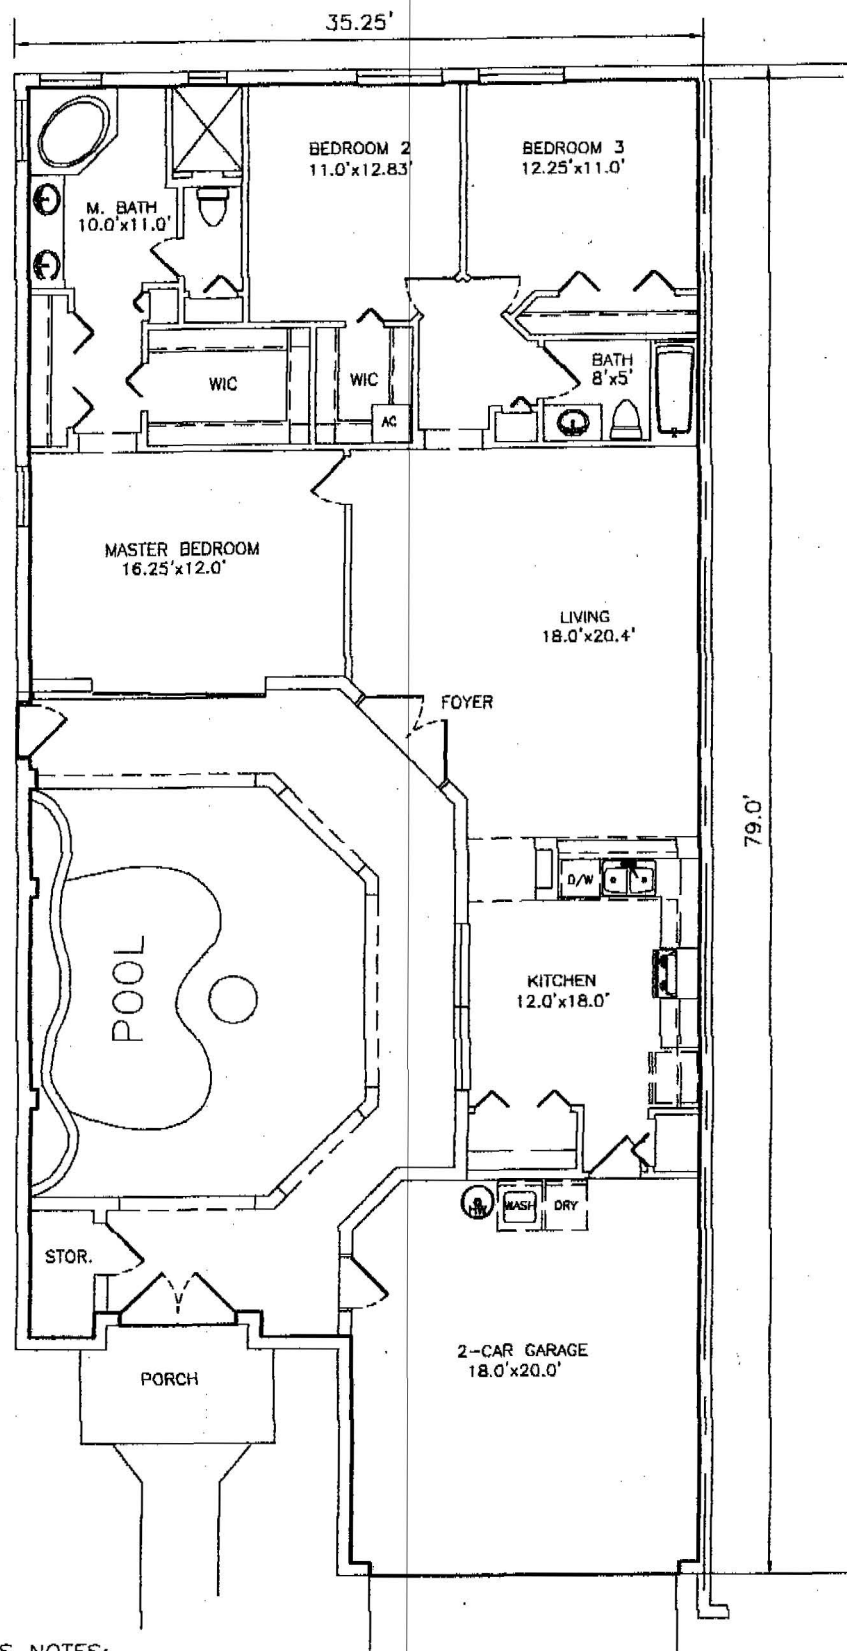 35.25'
BEDROOM 2
11.0'x12.83'
BEDROOM 3
12.25'x11.0'
M. BATH
10.0'x11.0'
WIC
WIC
AC
BATH
8'x5'
MASTER BEDROOM
16.25'x12.0'
LIVING
18.0'x20.4'
FOYER
79.0'
D/W
POOL
KITCHEN
12.0'x18.0'
HW
WASH
DRY
STOR.
2-CAR GARAGE
18.0'x20.0'
PORCH
S NOTES: